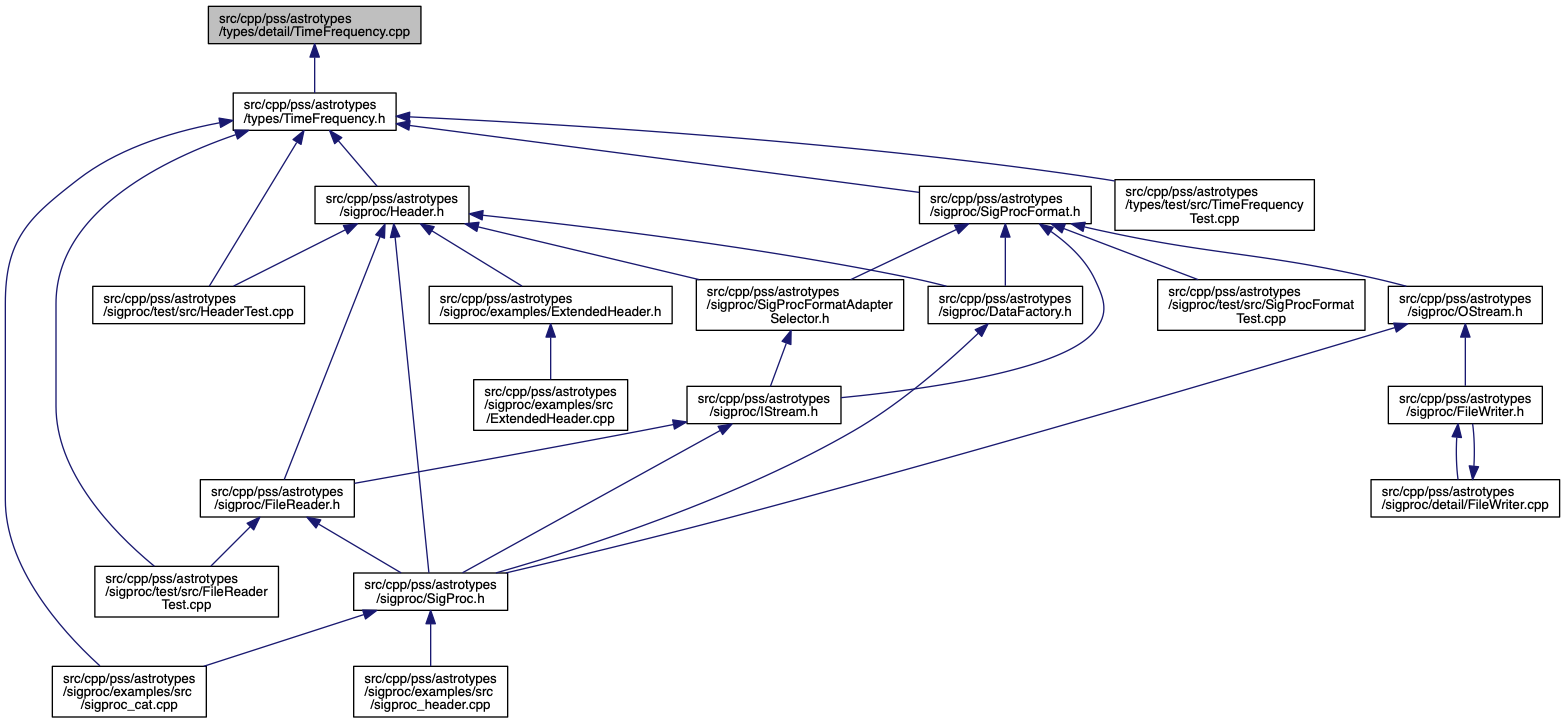 src/cpp/pss/astrotypes
/types/detail/TimeFrequency.cpp
src/cpp/pss/astrotypes
/types/TimeFrequency.h
src/cpp/pss/astrotypes
/sigproc/Header.h
src/cpp/pss/astrotypes
/sigproc/SigProcFormat.h
src/cpp/pss/astrotypes
/types/test/src/TimeFrequency
Test.cpp
src/cpp/pss/astrotypes
/sigproc/test/src/HeaderTest.cpp
src/cpp/pss/astrotypes
/sigproc/examples/ExtendedHeader.h
src/cpp/pss/astrotypes
/sigproc/SigProcFormatAdapter
Selector.h
src/cpp/pss/astrotypes
/sigproc/DataFactory.h
src/cpp/pss/astrotypes
/sigproc/test/src/SigProcFormat
Test.cpp
src/cpp/pss/astrotypes
/sigproc/OStream.h
src/cpp/pss/astrotypes
/sigproc/examples/src
/ExtendedHeader.cpp
src/cpp/pss/astrotypes
/sigproc/IStream.h
src/cpp/pss/astrotypes
/sigproc/FileWriter.h
src/cpp/pss/astrotypes
/sigproc/FileReader.h
src/cpp/pss/astrotypes
/sigproc/detail/FileWriter.cpp
src/cpp/pss/astrotypes
/sigproc/test/src/FileReader
Test.cpp
src/cpp/pss/astrotypes
/sigproc/SigProc.h
src/cpp/pss/astrotypes
/sigproc/examples/src
/sigproc_cat.cpp
src/cpp/pss/astrotypes
/sigproc/examples/src
/sigproc_header.cpp